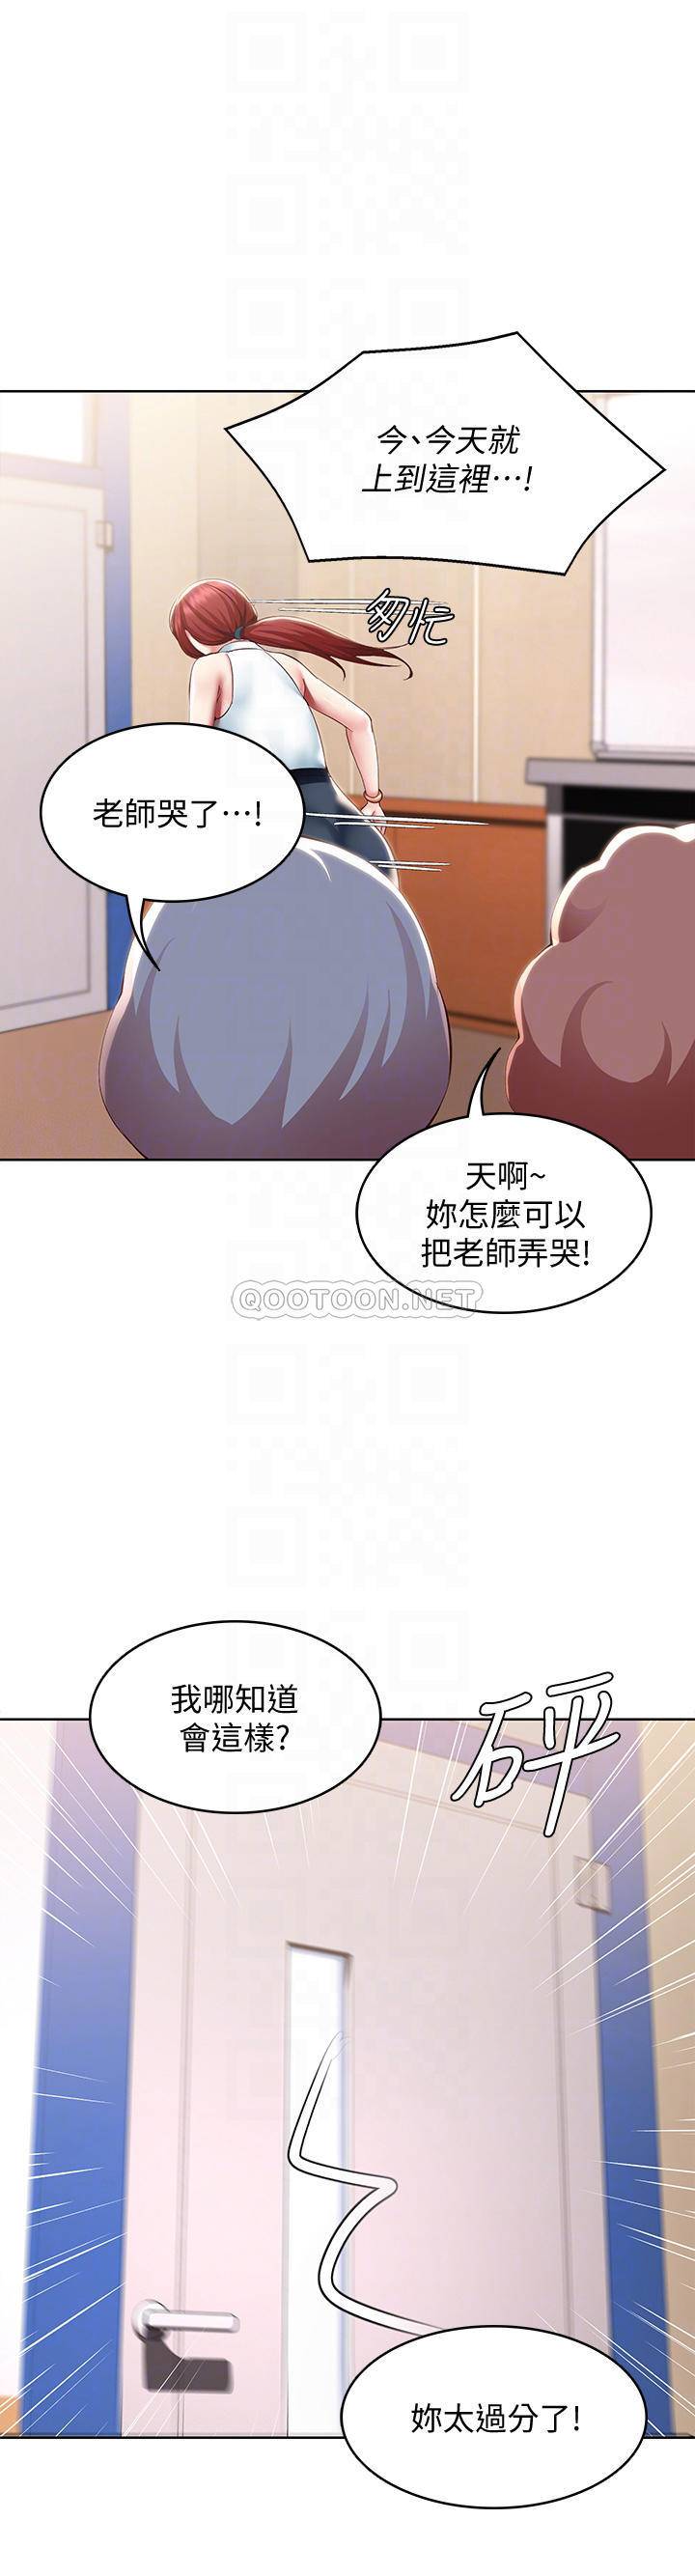 今、今天就
上到這裡…!
匆忙
老師哭了…!
天啊~
妳怎麼可以
把老師弄哭!
QOOTOON.NET
我哪知道
會這樣?
砰
妳太過分了!